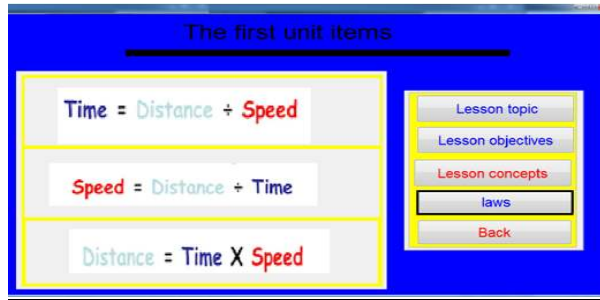 The first unit items
Time = Distance ÷ Speed
Speed = Distance ÷ Time
Distance = Time X Speed
Lesson topic
Lesson objectives
Lesson concepts
laws
Back